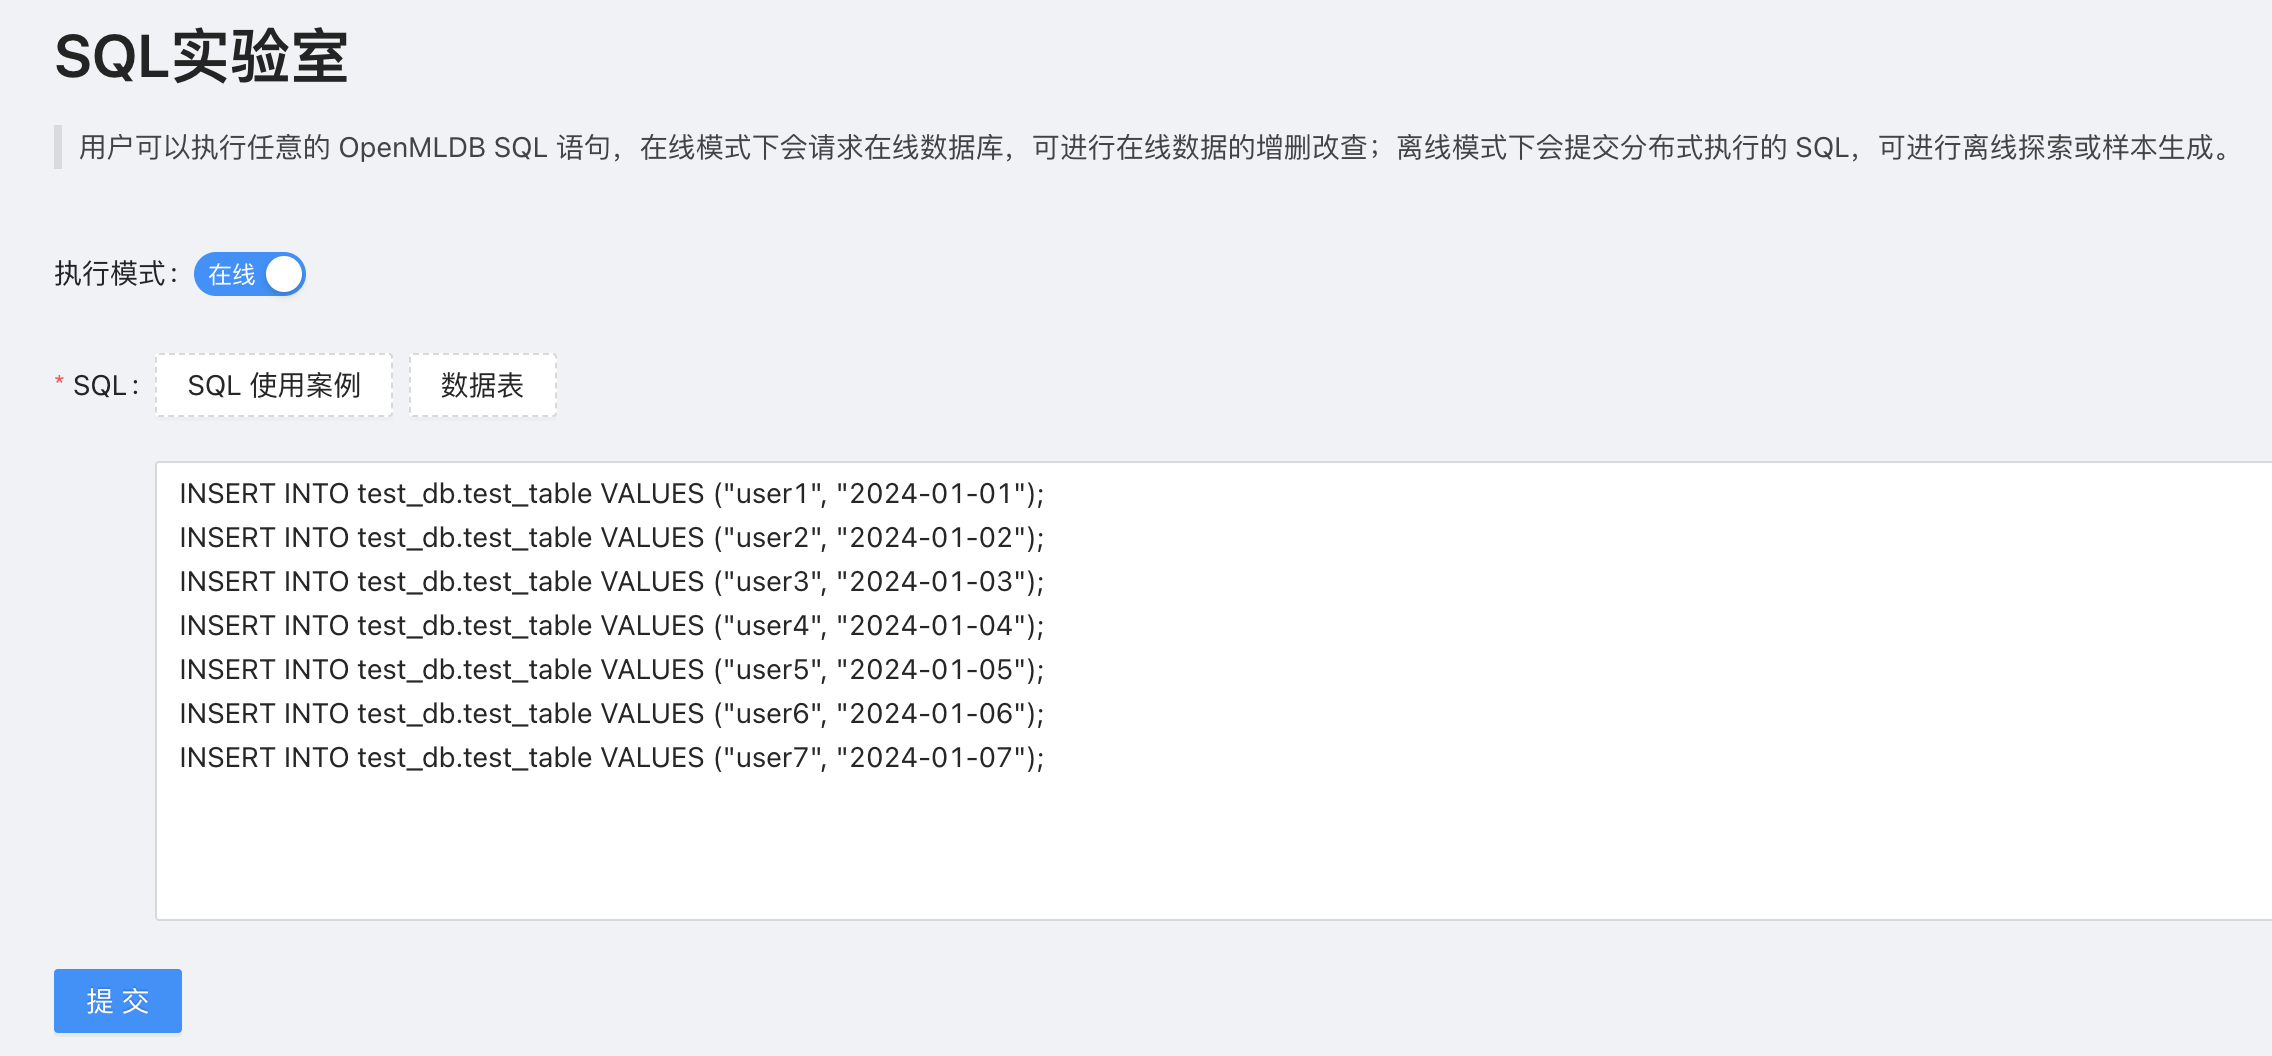 SQL实验室
用户可以执行任意的 OpenMLDB SQL 语句，在线模式下会请求在线数据库，可进行在线数据的增删改查；离线模式下会提交分布式执行的 SQL，可进行离线探索或样本生成。
执行模式：在线
* SQL： SQL 使用案例 数据表
INSERT INTO test_db.test_table VALUES ("user1", "2024-01-01");
INSERT INTO test_db.test_table VALUES ("user2", "2024-01-02");
INSERT INTO test_db.test_table VALUES ("user3", "2024-01-03");
INSERT INTO test_db.test_table VALUES ("user4", "2024-01-04");
INSERT INTO test_db.test_table VALUES ("user5", "2024-01-05");
INSERT INTO test_db.test_table VALUES ("user6", "2024-01-06");
INSERT INTO test_db.test_table VALUES ("user7", "2024-01-07");
提 交